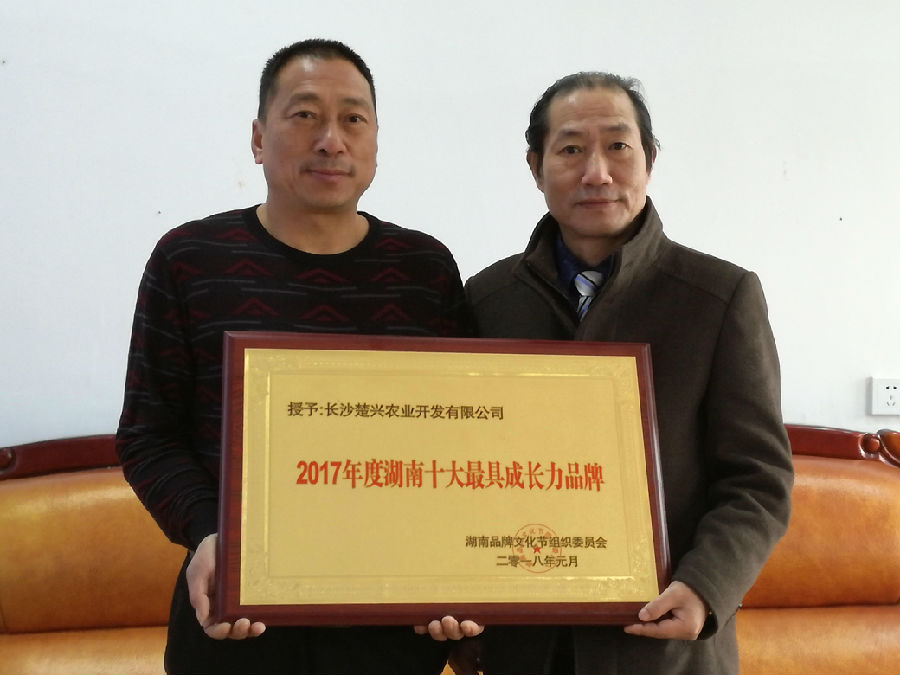 授予:长沙楚兴农业开发有限公司
2017年度湖南十大最具成长力品牌
湖南品牌文化节组织委员会
二零一八年元月